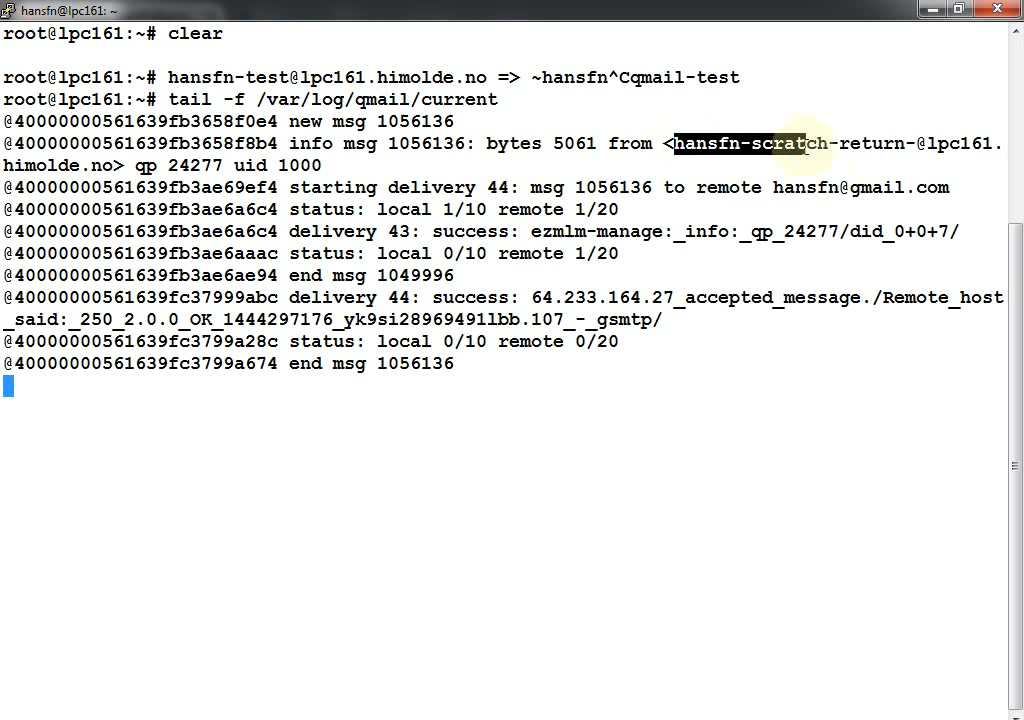 hansfn@lpc161: ~
root@lpc161:~# clear
root@lpc161:~# hansfn-test@lpc161.himolde.no => ~hansfn^Cqmail-test
root@lpc161:~# tail -f /var/log/qmail/current
@40000000561639fb3658f0e4 new msg 1056136
@40000000561639fb3658f8b4 info msg 1056136: bytes 5061 from <hansfn-scratch-return-@lpc161.
himolde.no> qp 24277 uid 1000
@40000000561639fb3ae69ef4 starting delivery 44: msg 1056136 to remote hansfn@gmail.com
@40000000561639fb3ae6a6c4 status: local 1/10 remote 1/20
@40000000561639fb3ae6a6c4 delivery 43: success: ezmlm-manage:_info:_qp_24277/did_0+0+7/
@40000000561639fb3ae6aaac status: local 0/10 remote 1/20
@40000000561639fb3ae6ae94 end msg 1049996
@40000000561639fc37999abc delivery 44: success: 64.233.164.27_accepted_message./Remote_host
_said:_250_2.0.0_OK_1444297176_yk9si28969491lbb.107_-_gsmtp/
@40000000561639fc3799a28c status: local 0/10 remote 0/20
@40000000561639fc3799a674 end msg 1056136